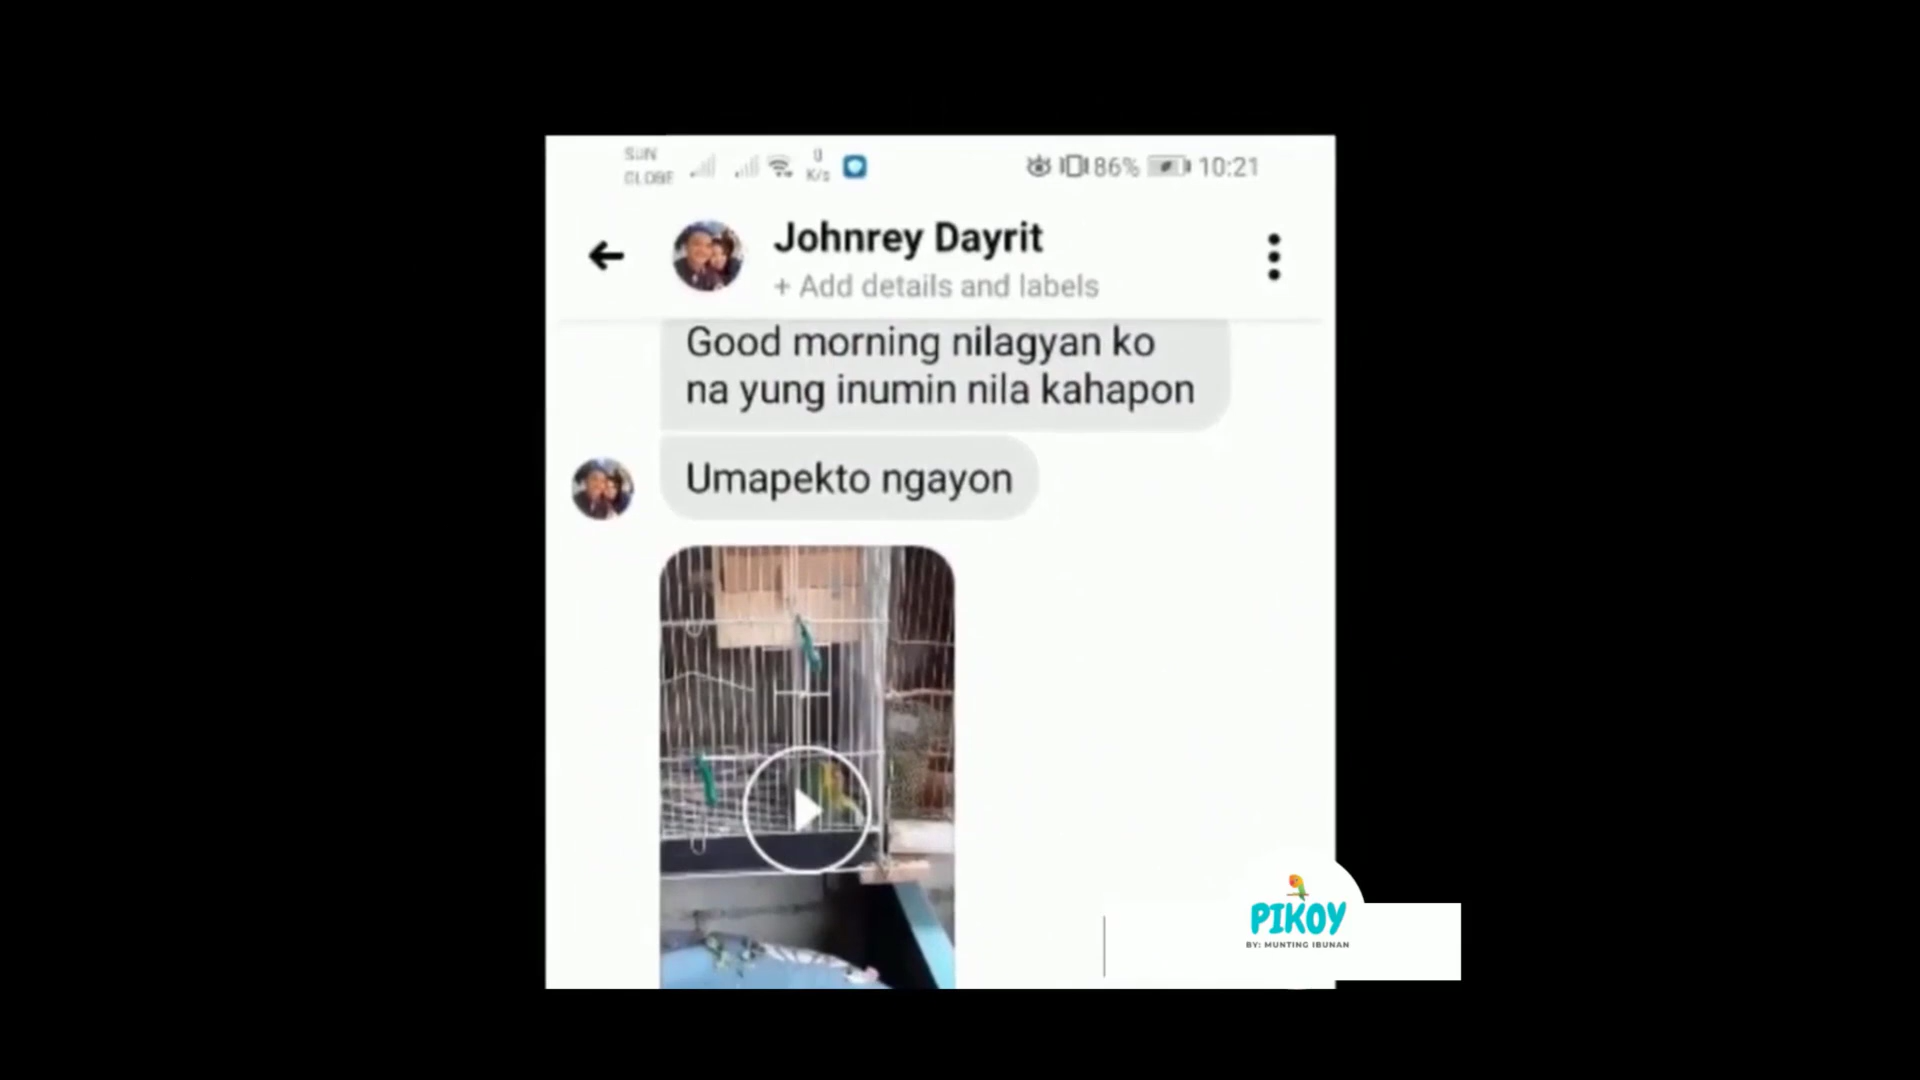 SUN
GLOBE
0
K/s
86%
10:21
Johnrey Dayrit
+ Add details and labels
Good morning nilagyan ko
na yung inumin nila kahapon
Umapekto ngayon
PIKOY
BY: MUNTING IBUNAN